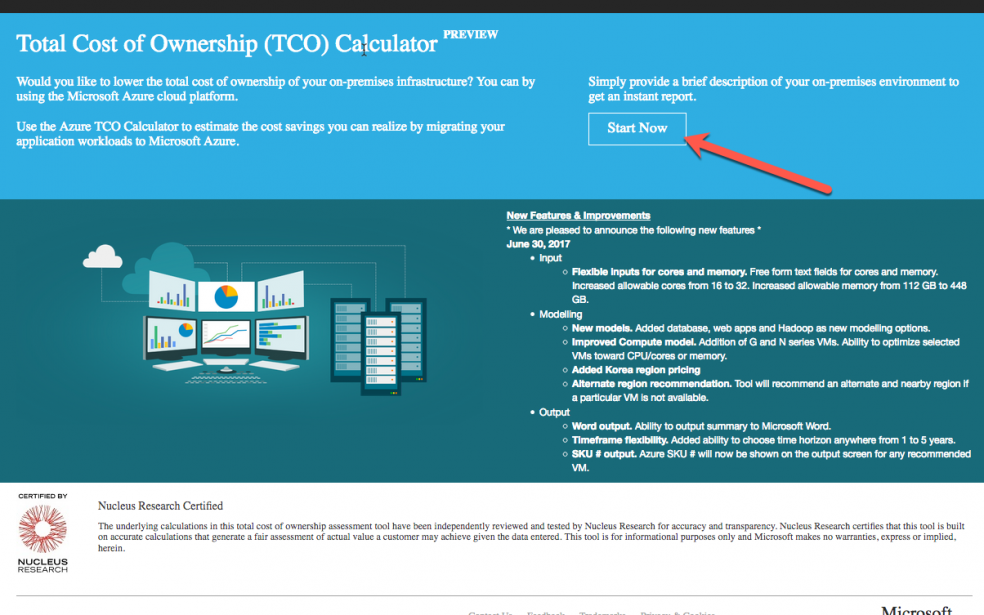 Total Cost of Ownership (TCO) Calculator PREVIEW
Would you like to lower the total cost of ownership of your on-premises infrastructure? You can by
using the Microsoft Azure cloud platform.
Use the Azure TCO Calculator to estimate the cost savings you can realize by migrating your
application workloads to Microsoft Azure.
Simply provide a brief description of your on-premises environment to
get an instant report.
Start Now
New Features & Improvements
* We are pleased to announce the following new features *
June 30, 2017
• Input
○ Flexible inputs for cores and memory. Free form text fields for cores and memory.
Increased allowable cores from 16 to 32. Increased allowable memory from 112 GB to 448
GB.
• Modelling
○ New models. Added database, web apps and Hadoop as new modelling options.
○ Improved Compute model. Addition of G and N series VMs. Ability to optimize selected
VMs toward CPU/cores or memory.
○ Added Korea region pricing
○ Alternate region recommendation. Tool will recommend an alternate and nearby region if
a particular VM is not available.
• Output
○ Word output. Ability to output summary to Microsoft Word.
○ Timeframe flexibility. Added ability to choose time horizon anywhere from 1 to 5 years.
○ SKU # output. Azure SKU # will now be shown on the output screen for any recommended
VM.
CERTIFIED BY
NUCLEUS
RESEARCH
Nucleus Research Certified
The underlying calculations in this total cost of ownership assessment tool have been independently reviewed and tested by Nucleus Research for accuracy and transparency. Nucleus Research certifies that this tool is built
on accurate calculations that generate a fair assessment of actual value a customer may achieve given the data entered. This tool is for informational purposes only and Microsoft makes no warranties, express or implied,
herein.
Contact Us Feedback Trademarks Privacy & Cookies
Microsoft